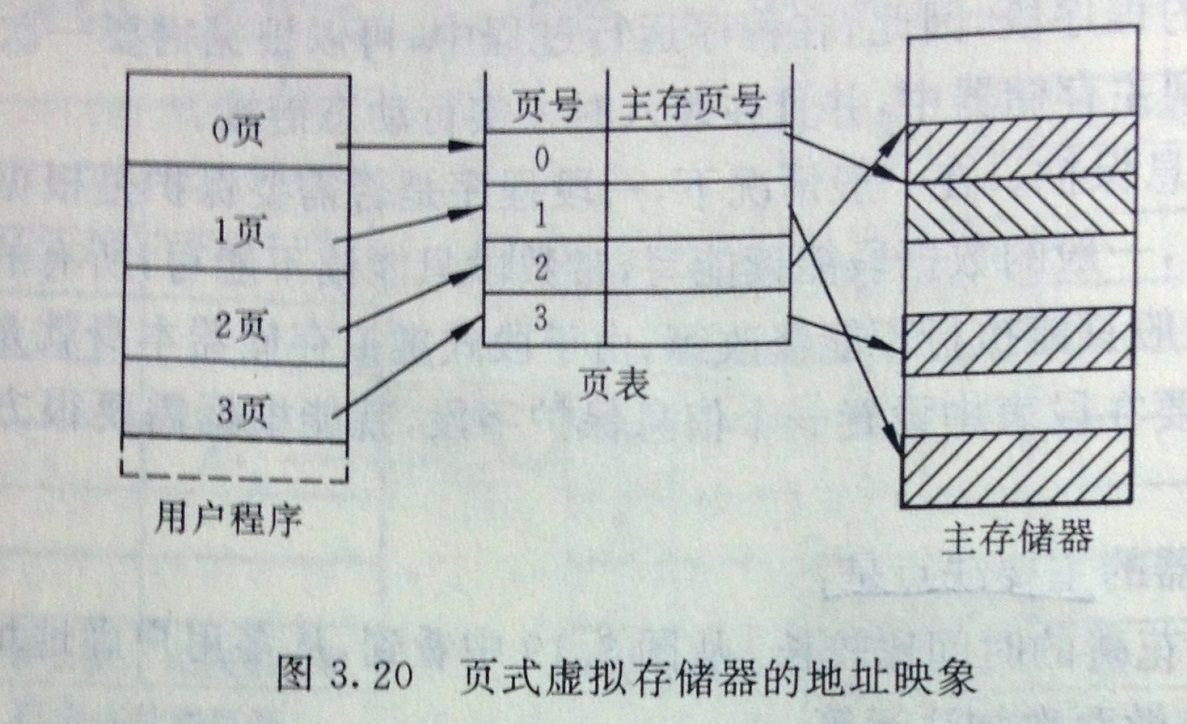 0页
1页
2页
3页
用户程序
页号 主存页号
0
1
2
3
页表
主存储器
图 3.20 页式虚拟存储器的地址映象